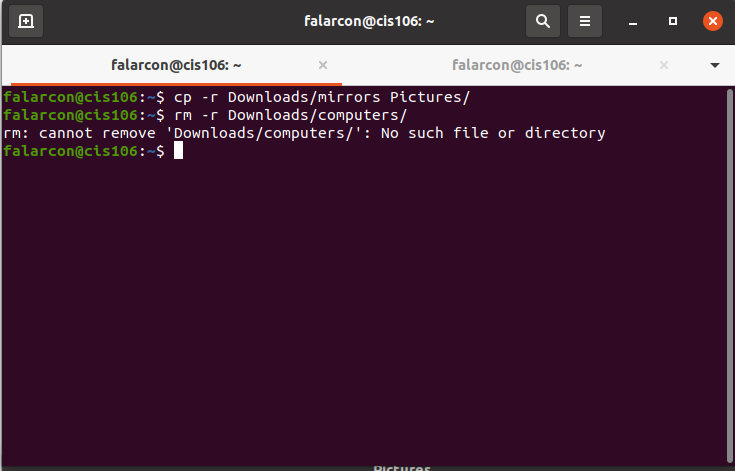 falarcon@cis106: ~
falarcon@cis106: ~ falarcon@cis106: ~
falarcon@cis106:~$ cp -r Downloads/mirrors Pictures/
falarcon@cis106:~$ rm -r Downloads/computers/
rm: cannot remove 'Downloads/computers/': No such file or directory
falarcon@cis106:~$
Pictures